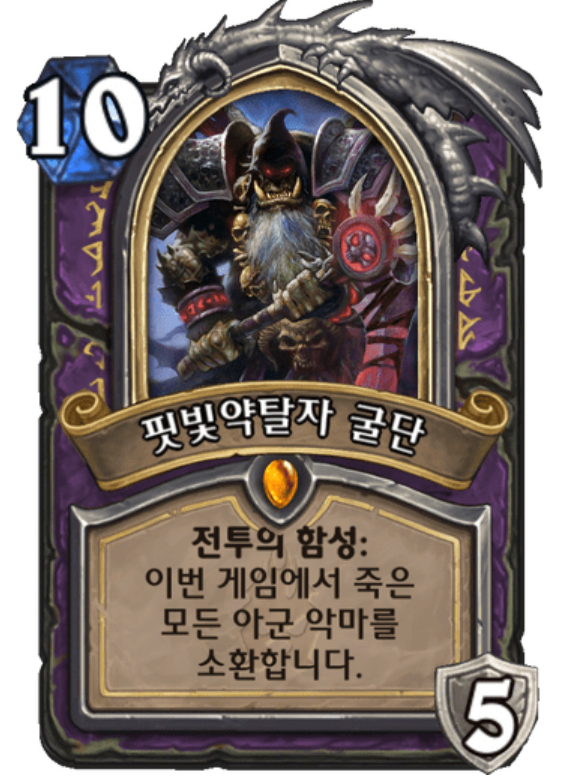 10
핏빛약탈자 굴단
전투의 함성:
이번 게임에서 죽은
모든 아군 악마를
소환합니다.
5